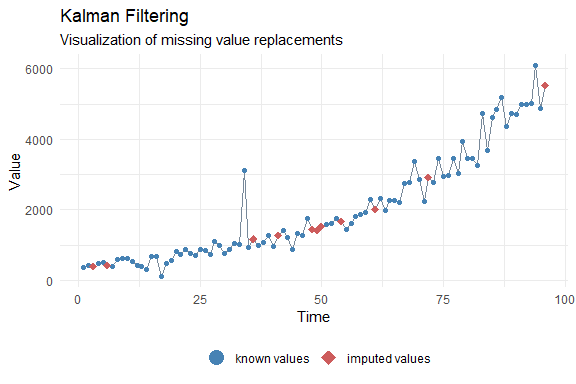 Kalman Filtering
Visualization of missing value replacements
6000
4000
2000
0
Value
0 25 50 75 100
Time
known values imputed values